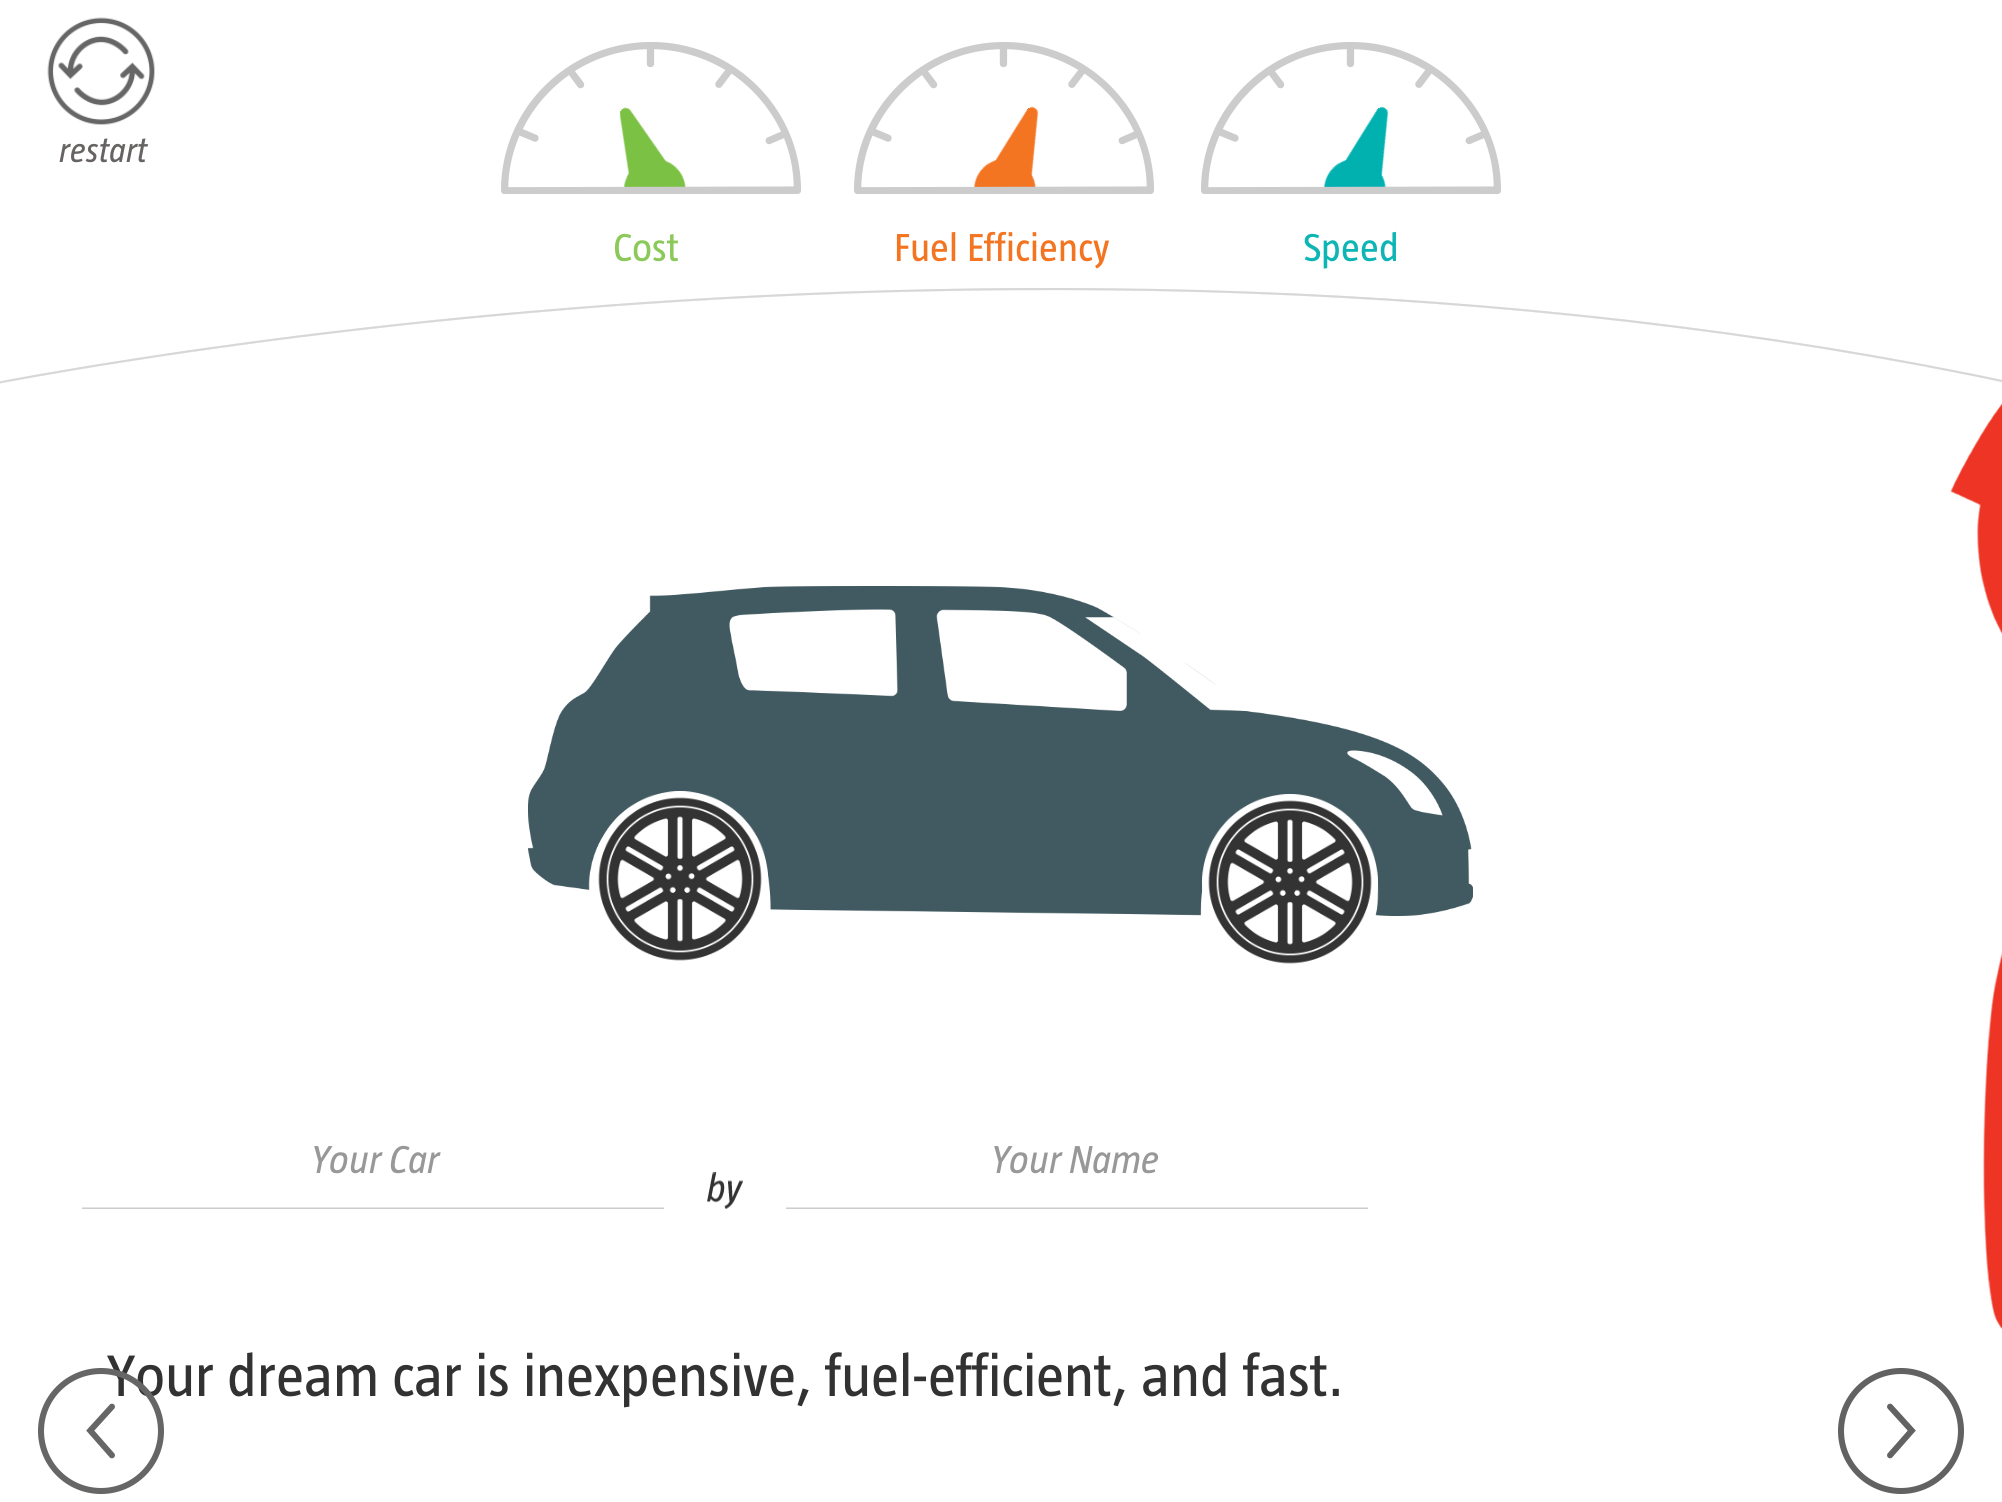 restart
Cost
Fuel Efficiency
Speed
Your Car
by
Your Name
Your dream car is inexpensive, fuel-efficient, and fast.